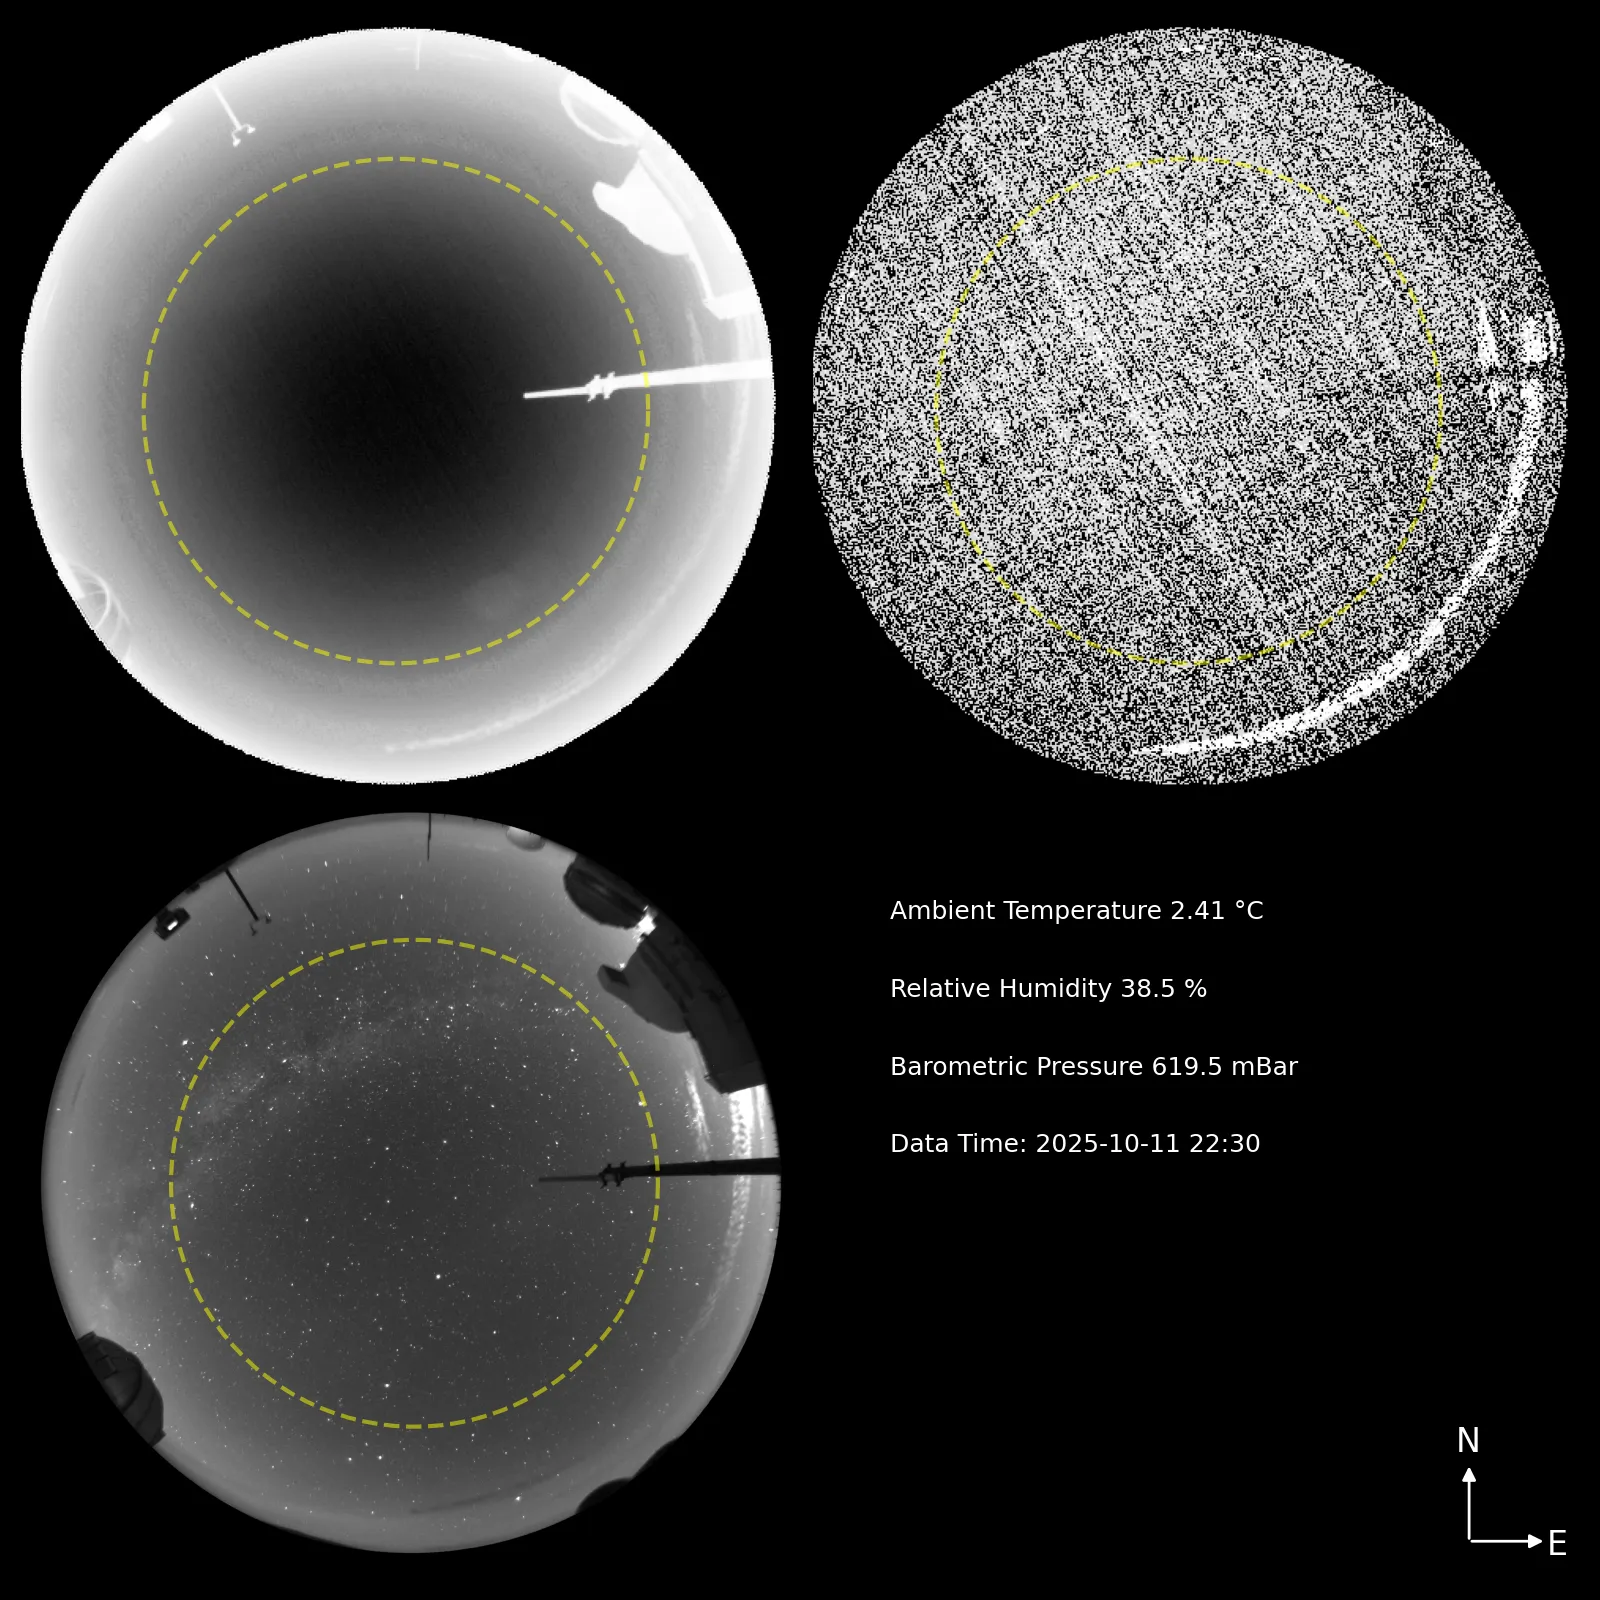 Ambient Temperature 2.41 °C
Relative Humidity 38.5 %
Barometric Pressure 619.5 mBar
Data Time: 2025-10-11 22:30
N
E